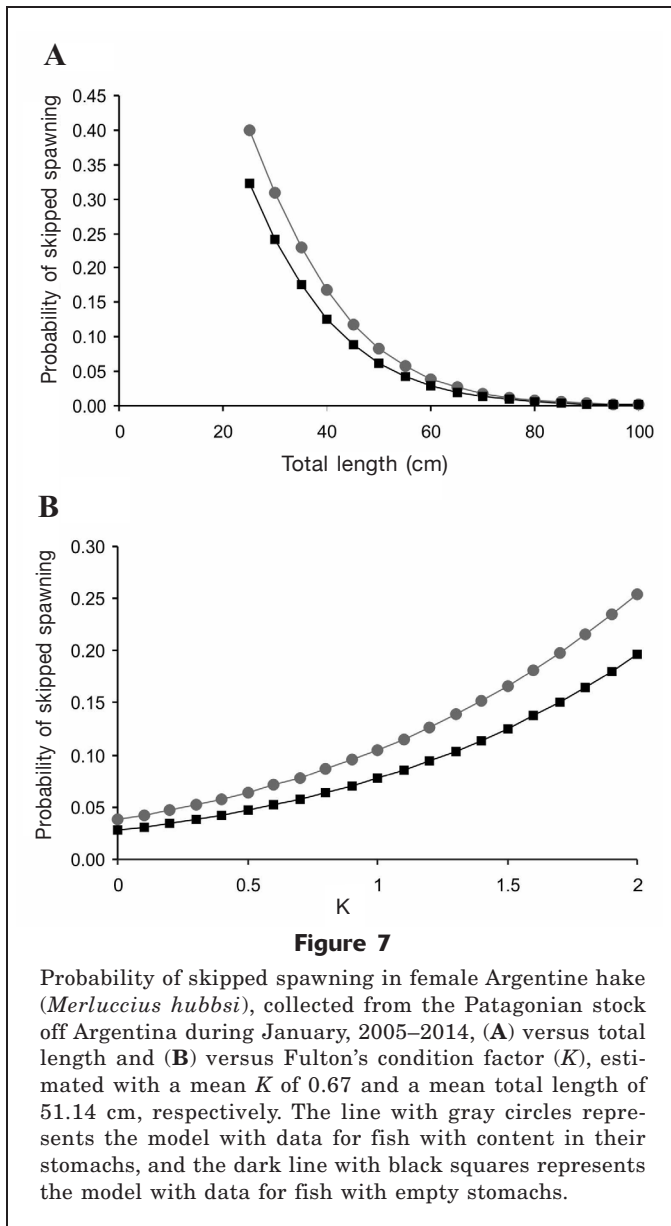 A
Probability of skipped spawning
0.45
0.40
0.35
0.30
0.25
0.20
0.15
0.10
0.05
0.00
0 20 40 60 80 100
Total length (cm)
B
Probability of skipped spawning
0.30
0.25
0.20
0.15
0.10
0.05
0.00
0 0.5 1 1.5 2
K
Figure 7
Probability of skipped spawning in female Argentine hake
(Merluccius hubbsi), collected from the Patagonian stock
off Argentina during January, 2005–2014, (A) versus total
length and (B) versus Fulton's condition factor (K), esti-
mated with a mean K of 0.67 and a mean total length of
51.14 cm, respectively. The line with gray circles repre-
sents the model with data for fish with content in their
stomachs, and the dark line with black squares represents
the model with data for fish with empty stomachs.